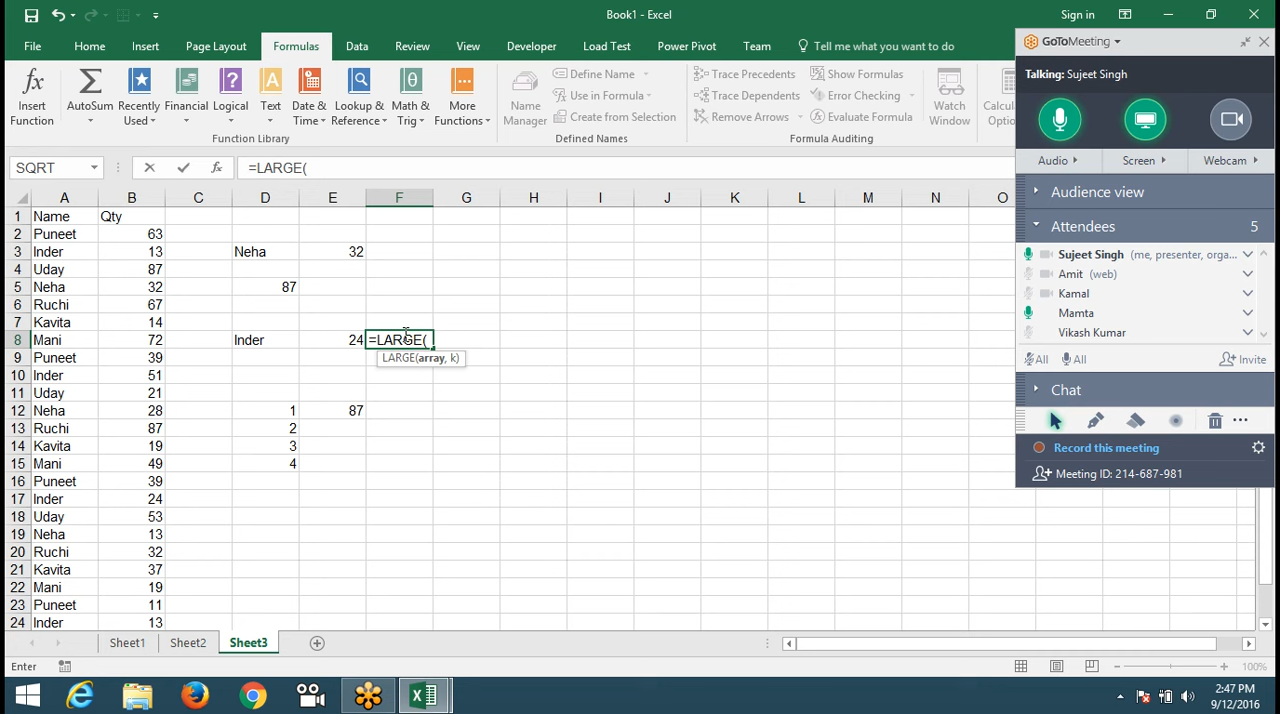 Book1 - Excel
Sign in
File Home Insert Page Layout Formulas Data Review View Developer Load Test Power Pivot Team Tell me what you want to do
Insert Function
AutoSum
Recently Used
Financial
Logical
Text
Date & Time
Lookup & Reference
Math & Trig
More Functions
Function Library
Name Manager
Define Name
Use in Formula
Create from Selection
Defined Names
Trace Precedents
Trace Dependents
Remove Arrows
Show Formulas
Error Checking
Evaluate Formula
Formula Auditing
Watch Window
SQRT
fx
=LARGE(
A B C D E F G H I J K L M N O
1 Name Qty
2 Puneet 63
3 Inder 13 Neha 32
4 Uday 87
5 Neha 32 87
6 Ruchi 67
7 Kavita 14
8 Mani 72 Inder 24 =LARGE(
LARGE(array, k)
9 Puneet 39
10 Inder 51
11 Uday 21
12 Neha 28 1 87
13 Ruchi 87 2
14 Kavita 19 3
15 Mani 49 4
16 Puneet 39
17 Inder 24
18 Uday 53
19 Neha 13
20 Ruchi 32
21 Kavita 37
22 Mani 19
23 Puneet 11
24 Inder 13
Sheet1 Sheet2 Sheet3
Enter
100%
2:47 PM
9/12/2016
GoToMeeting
Talking: Sujeet Singh
Audio Screen Webcam
Audience view
Attendees 5
Sujeet Singh (me, presenter, orga...
Amit (web)
Kamal
Mamta
Vikash Kumar
All All Invite
Chat
Record this meeting
Meeting ID: 214-687-981